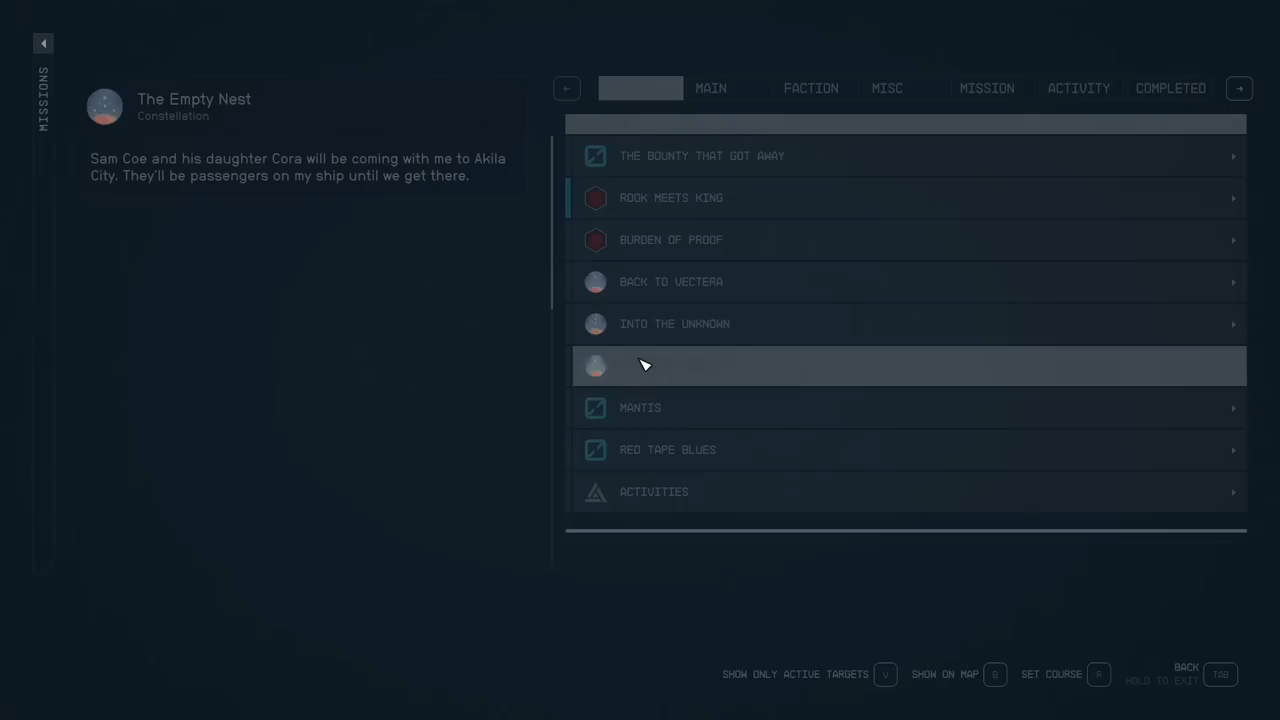 MISSIONS
The Empty Nest
Constellation
Sam Coe and his daughter Cora will be coming with me to Akila
City. They'll be passengers on my ship until we get there.
MAIN FACTION MISC MISSION ACTIVITY COMPLETED
THE BOUNTY THAT GOT AWAY
ROOK MEETS KING
BURDEN OF PROOF
BACK TO VECTERA
INTO THE UNKNOWN
MANTIS
RED TAPE BLUES
ACTIVITIES
SHOW ONLY ACTIVE TARGETS V SHOW ON MAP G SET COURSE R BACK TAB
HOLD TO EXIT